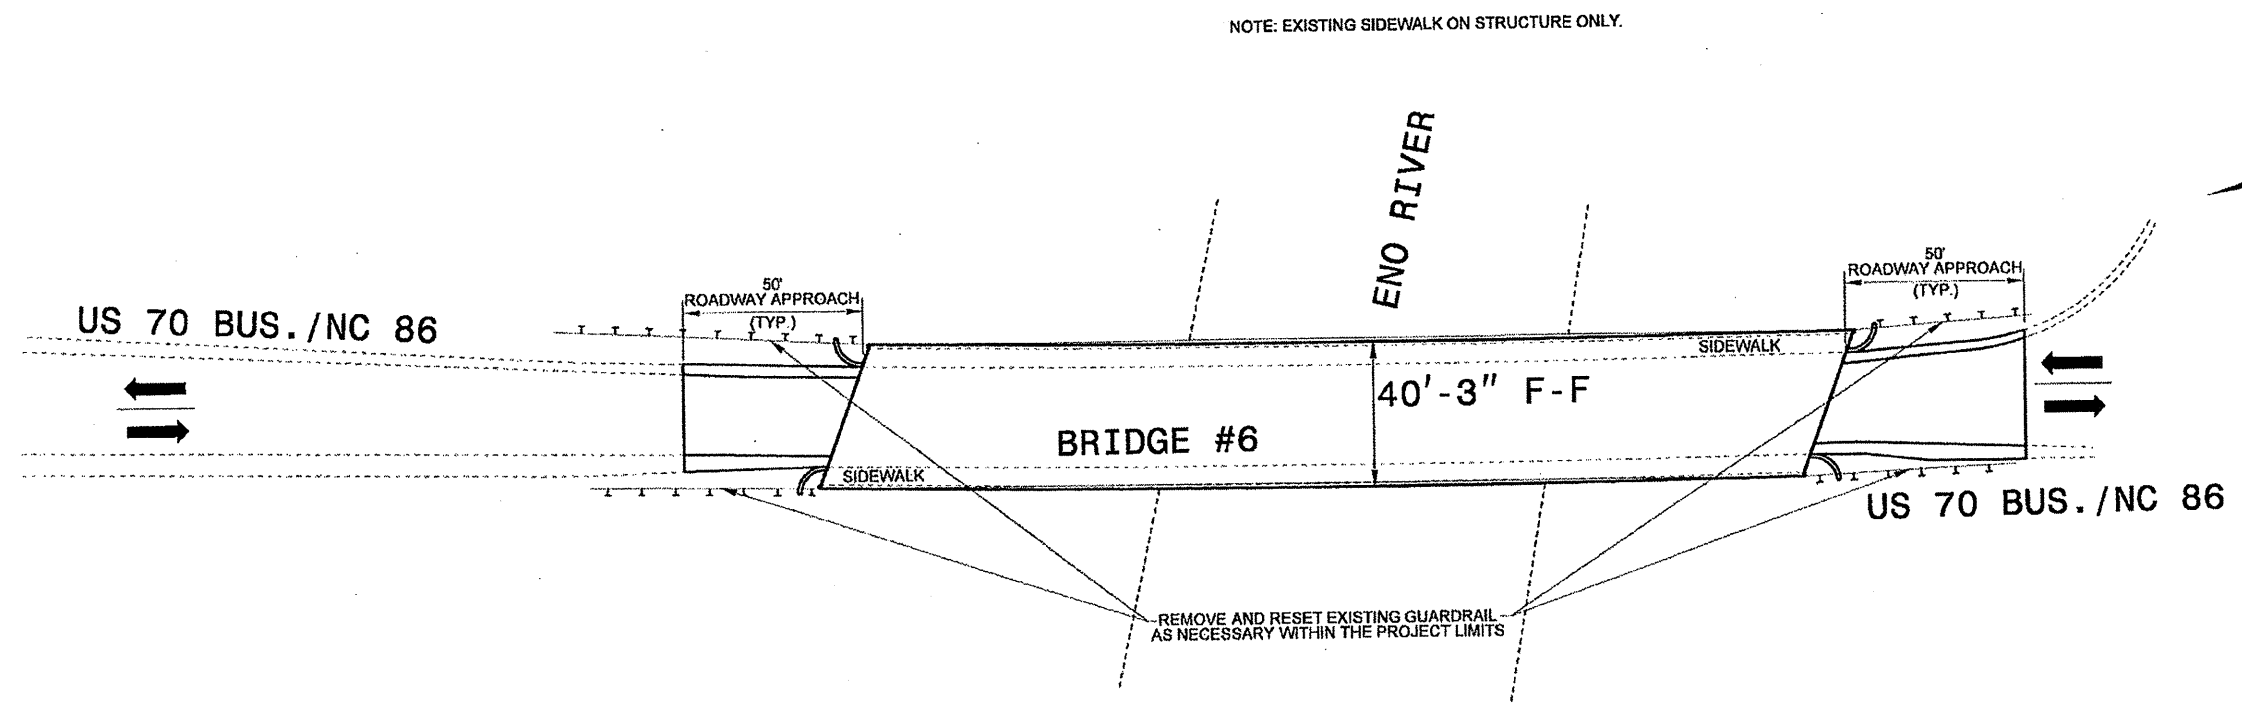 NOTE: EXISTING SIDEWALK ON STRUCTURE ONLY.
ENO RIVER
50'
ROADWAY APPROACH
(TYP.)
50'
ROADWAY APPROACH
(TYP.)
US 70 BUS./NC 86
SIDEWALK
40'-3" F-F
BRIDGE #6
SIDEWALK
US 70 BUS./NC 86
REMOVE AND RESET EXISTING GUARDRAIL
AS NECESSARY WITHIN THE PROJECT LIMITS